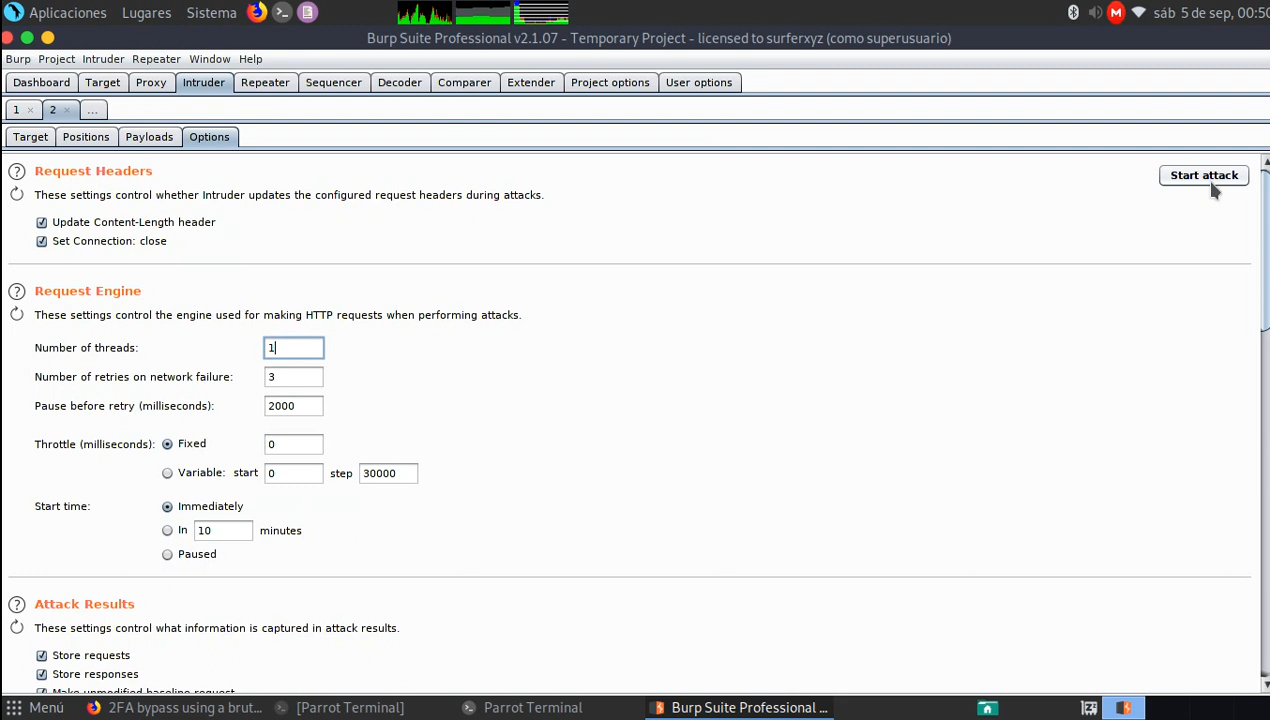 Aplicaciones Lugares Sistema sáb 5 de sep, 00:50
Burp Suite Professional v2.1.07 - Temporary Project - licensed to surferxyz (como superusuario)
Burp Project Intruder Repeater Window Help
Dashboard Target Proxy Intruder Repeater Sequencer Decoder Comparer Extender Project options User options
1 × 2 × ...
Target Positions Payloads Options
? Request Headers
Start attack
These settings control whether Intruder updates the configured request headers during attacks.
Update Content-Length header
Set Connection: close
? Request Engine
These settings control the engine used for making HTTP requests when performing attacks.
Number of threads: 1
Number of retries on network failure: 3
Pause before retry (milliseconds): 2000
Throttle (milliseconds): Fixed 0
Variable: start 0 step 30000
Start time: Immediately
In 10 minutes
Paused
? Attack Results
These settings control what information is captured in attack results.
Store requests
Store responses
Make unmodified baseline request
Menú 2FA bypass using a brut... [Parrot Terminal] Parrot Terminal Burp Suite Professional ...